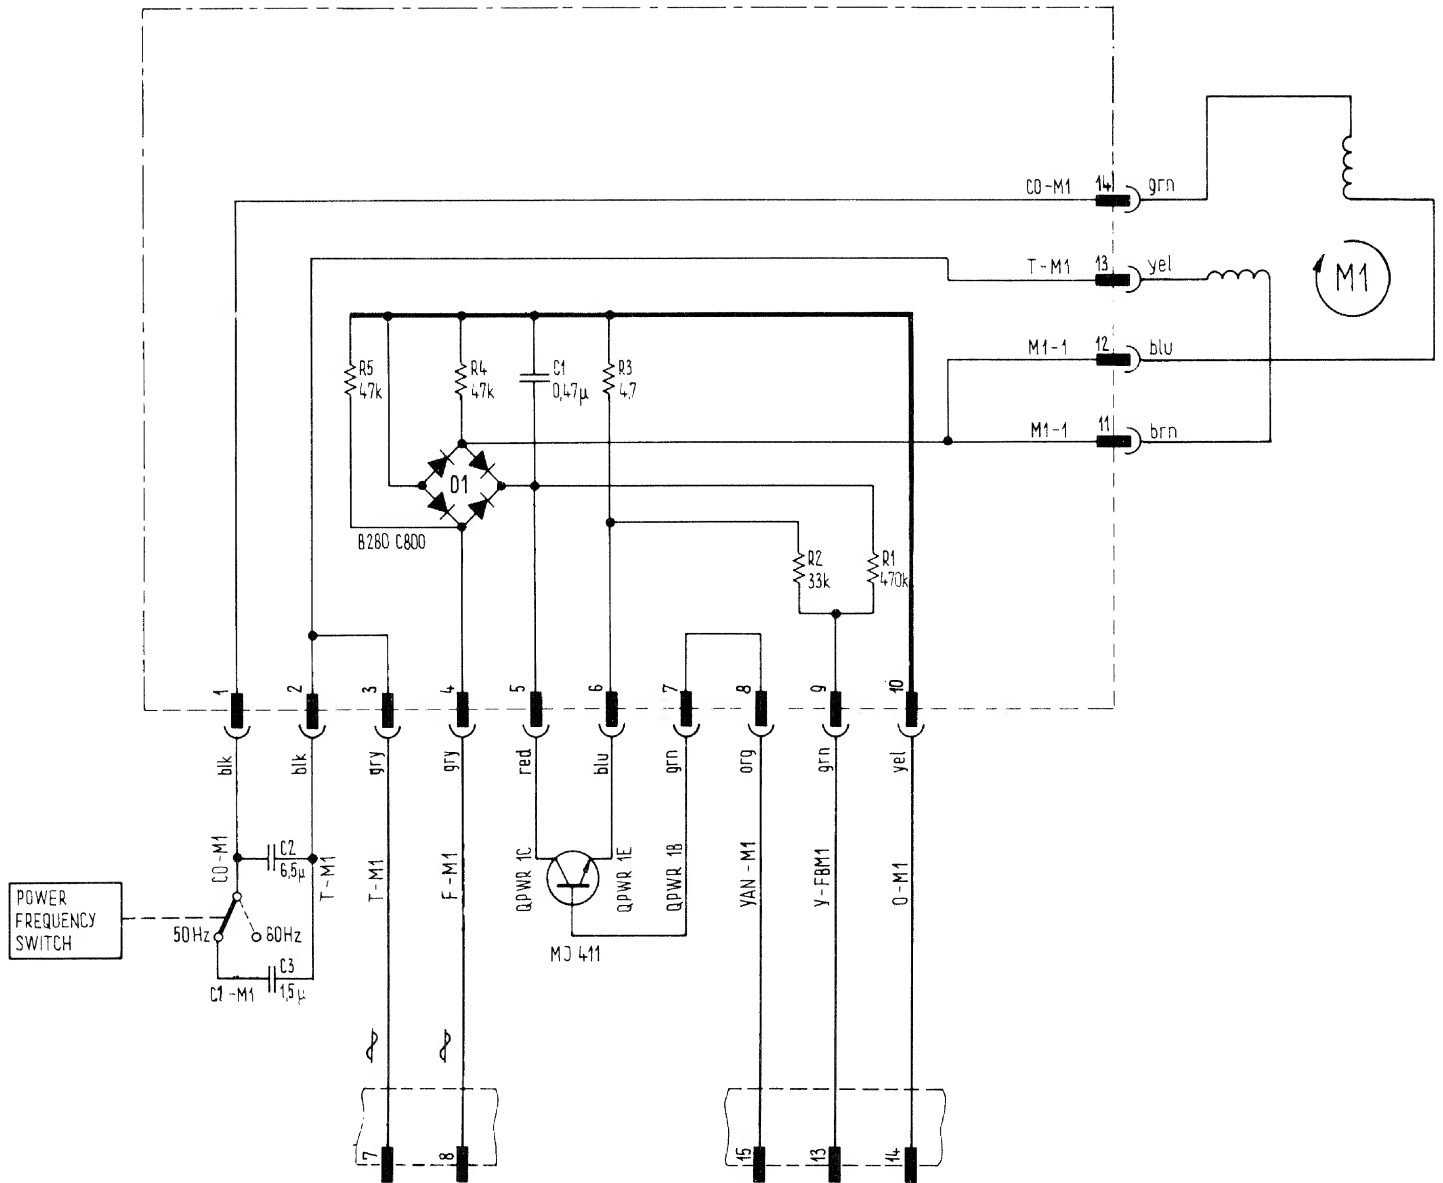 CO-M1
14
grn
T-M1
13
yel
M1
M1-1
12
blu
M1-1
11
brn
R5
47k
R4
47k
C1
0,47μ
R3
4,7
D1
B280 C800
R2
33k
R1
470k
1
2
3
4
5
6
7
8
9
10
blk
blk
gry
gry
red
blu
grn
org
grn
yel
CO-M1
C2
6,5μ
T-M1
T-M1
F-M1
QPWR 1C
QPWR 1E
QPWR 1B
YAN-M1
Y-FBM1
0-M1
POWER
FREQUENCY
SWITCH
50Hz
60Hz
C3
1,5μ
C1-M1
MJ 411
7
8
15
13
14